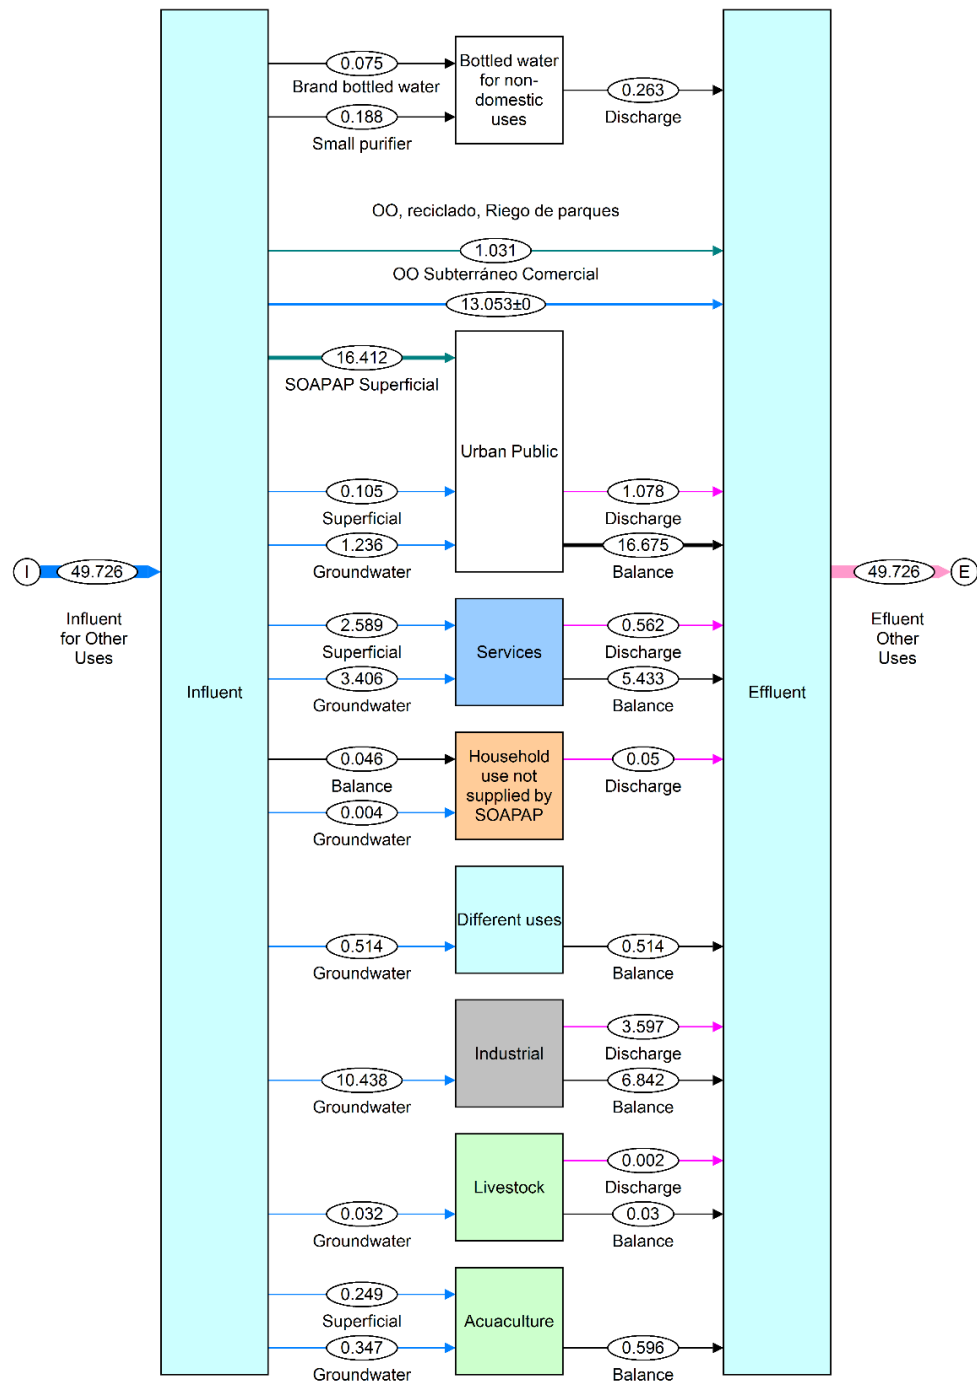 0.075
Brand bottled water
0.188
Small purifier
Bottled water
for non-
domestic
uses
0.263
Discharge
OO, reciclado, Riego de parques
1.031
OO Subterráneo Comercial
13.053±0
16.412
SOAPAP Superficial
Urban Public
0.105
Superficial
1.236
Groundwater
1.078
Discharge
16.675
Balance
I
49.726
Influent
for Other
Uses
Influent
2.589
Superficial
3.406
Groundwater
Services
0.562
Discharge
5.433
Balance
Effluent
49.726
E
Efluent
Other
Uses
0.046
Balance
0.004
Groundwater
Household
use not
supplied by
SOAPAP
0.05
Discharge
Different uses
0.514
Groundwater
0.514
Balance
Industrial
10.438
Groundwater
3.597
Discharge
6.842
Balance
Livestock
0.032
Groundwater
0.002
Discharge
0.03
Balance
0.249
Superficial
0.347
Groundwater
Acuaculture
0.596
Balance